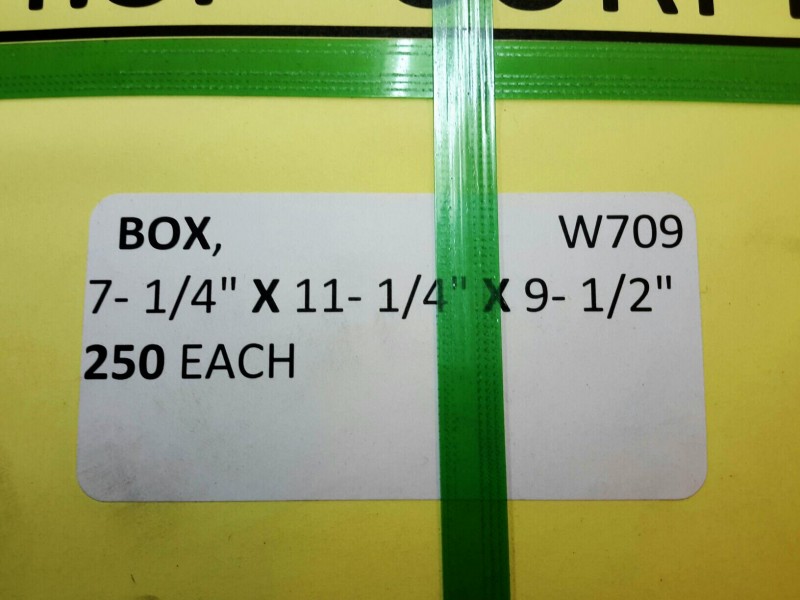 BOX, W709
7- 1/4" X 11- 1/4" X 9- 1/2"
250 EACH